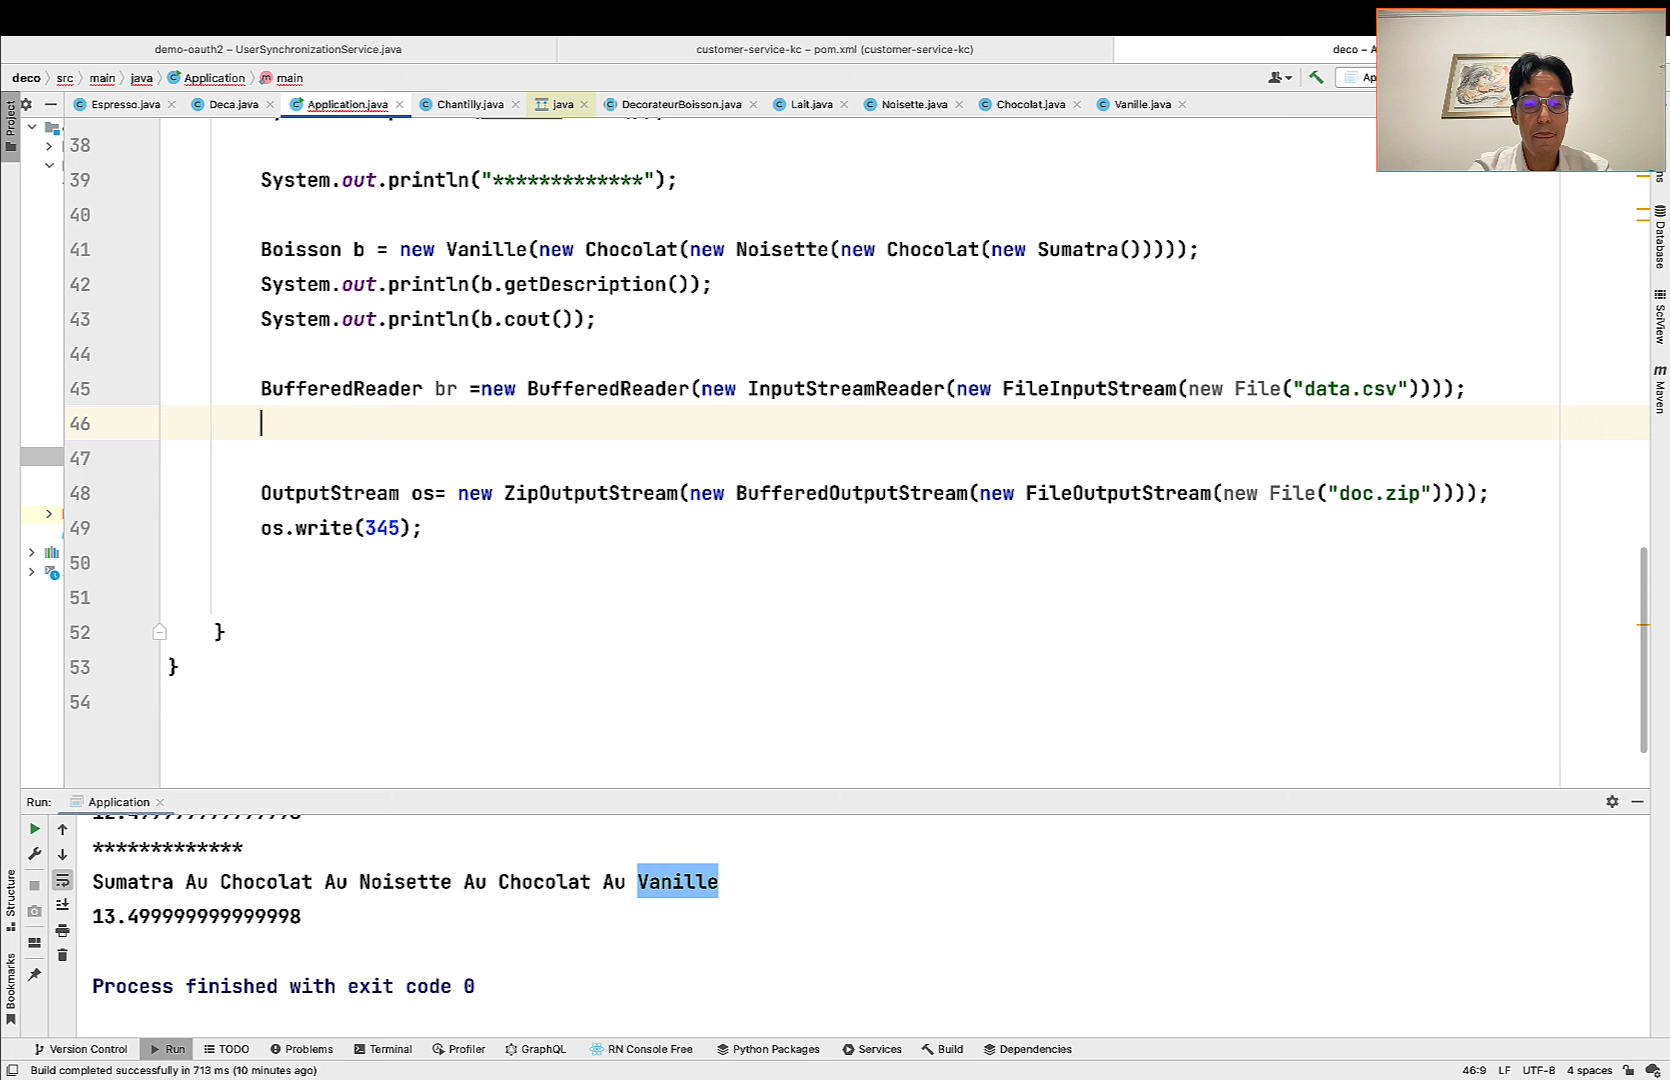 demo-oauth2 – UserSynchronizationService.java
customer-service-kc – pom.xml (customer-service-kc)
deco – A
deco src main java Application main
Ap
Project
Espresso.java Deca.java Application.java Chantilly.java java DecorateurBoisson.java Lait.java Noisette.java Chocolat.java Vanille.java
38
39 System.out.println("*************");
40
41 Boisson b = new Vanille(new Chocolat(new Noisette(new Chocolat(new Sumatra()))));
42 System.out.println(b.getDescription());
43 System.out.println(b.cout());
44
45 BufferedReader br =new BufferedReader(new InputStreamReader(new FileInputStream(new File("data.csv"))));
46
47
48 OutputStream os= new ZipOutputStream(new BufferedOutputStream(new FileOutputStream(new File("doc.zip"))));
49 os.write(345);
50
51
52 }
53 }
54
Database
SciView
Maven
Run: Application
*************
Sumatra Au Chocolat Au Noisette Au Chocolat Au Vanille
13.499999999999998
Process finished with exit code 0
Structure
Bookmarks
Version Control Run TODO Problems Terminal Profiler GraphQL RN Console Free Python Packages Services Build Dependencies
Build completed successfully in 713 ms (10 minutes ago)
46:9 LF UTF-8 4 spaces